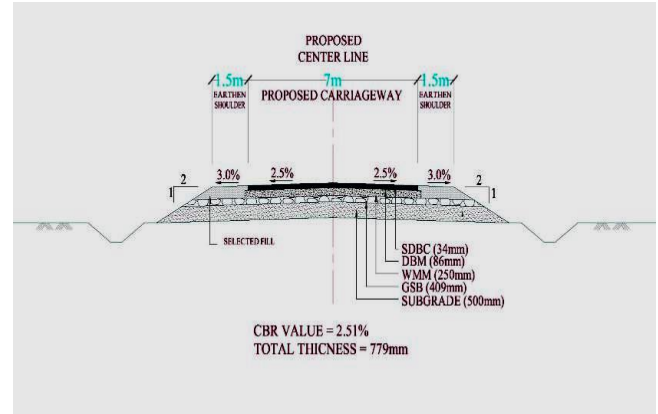 PROPOSED
CENTER LINE
1.5m 7m 1.5m
EARTHEN
SHOULDER
PROPOSED CARRIAGEWAY
EARTHEN
SHOULDER
2 3.0% 2.5% 2.5% 3.0% 2
1 1
SELECTED FILL
SDBC (34mm)
DBM (86mm)
WMM (250mm)
GSB (409mm)
SUBGRADE (500mm)
CBR VALUE = 2.51%
TOTAL THICNESS = 779mm